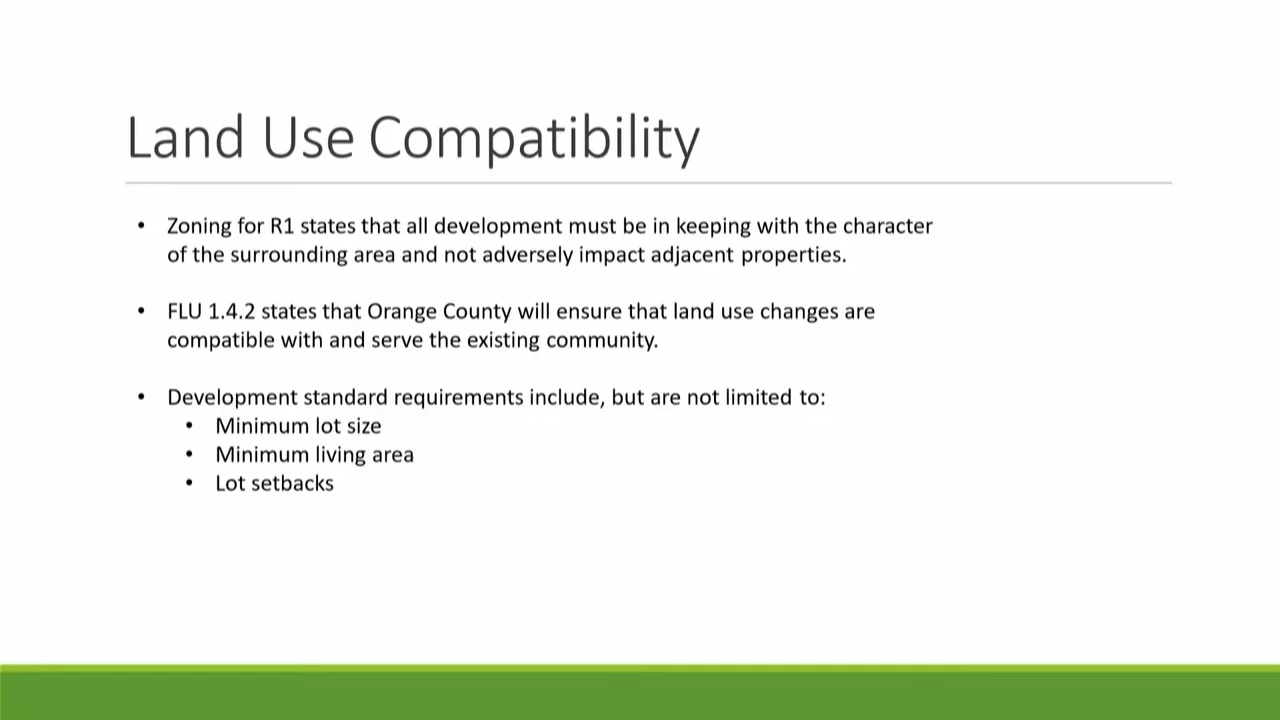 Land Use Compatibility
• Zoning for R1 states that all development must be in keeping with the character
of the surrounding area and not adversely impact adjacent properties.
• FLU 1.4.2 states that Orange County will ensure that land use changes are
compatible with and serve the existing community.
• Development standard requirements include, but are not limited to:
• Minimum lot size
• Minimum living area
• Lot setbacks